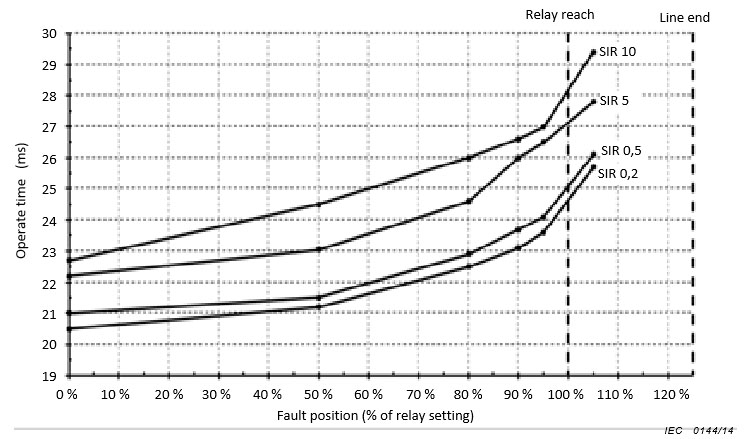 Relay reach
Line end
30
29
28
27
26
25
24
23
22
21
20
19
Operate time (ms)
SIR 10
SIR 5
SIR 0,5
SIR 0,2
0 % 10 % 20 % 30 % 40 % 50 % 60 % 70 % 80 % 90 % 100 % 110 % 120 %
Fault position (% of relay setting)
IEC 0144/14